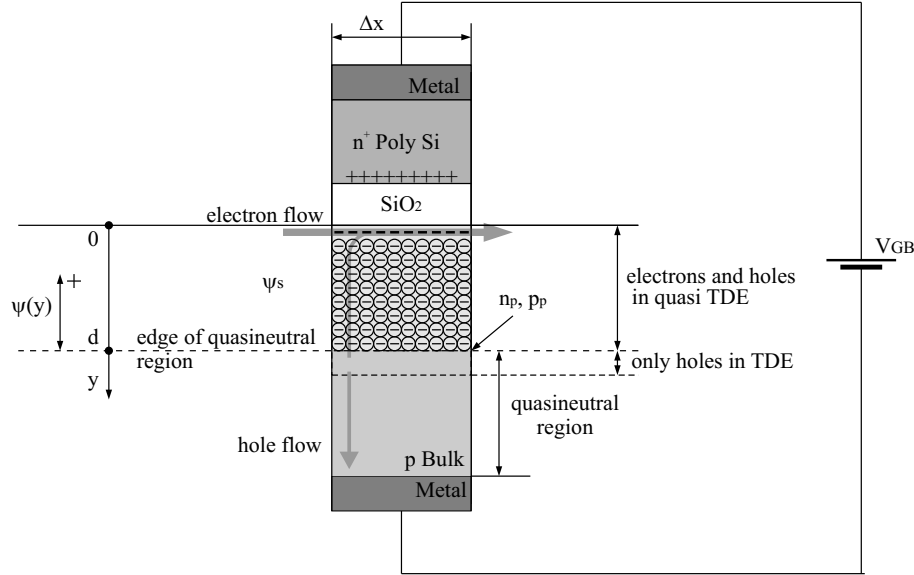 Δx
Metal
n⁺ Poly Si
+++++++++
SiO₂
electron flow
0
VGB
+
ψ(y)
ψs
electrons and holes
in quasi TDE
nₚ, pₚ
d
edge of quasineutral
region
only holes in TDE
y
quasineutral
region
hole flow
p Bulk
Metal